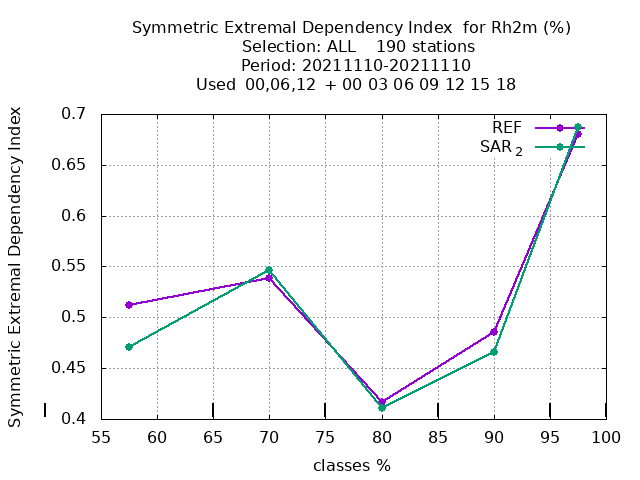 Symmetric Extremal Dependency Index  for Rh2m (%)
Selection: ALL    190 stations
Period: 20211110-20211110
Used  00,06,12  + 00 03 06 09 12 15 18
Symmetric Extremal Dependency Index
0.7
0.65
0.6
0.55
0.5
0.45
0.4
REF
SAR 2
55 60 65 70 75 80 85 90 95 100
classes %